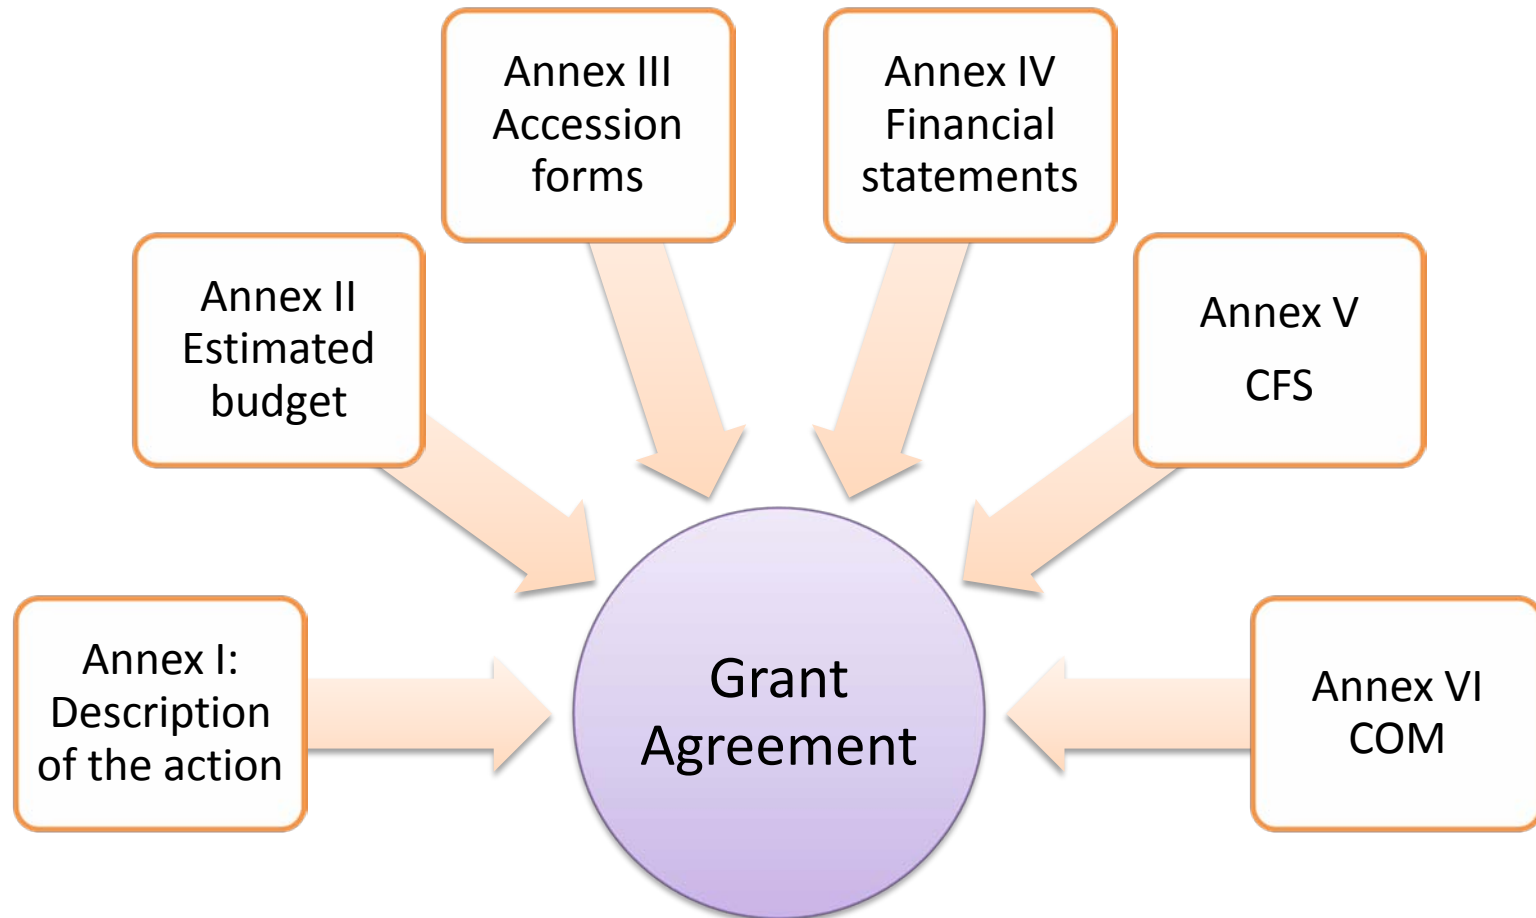 Annex I:
Description
of the action
Annex II
Estimated
budget
Annex III
Accession
forms
Annex IV
Financial
statements
Annex V
CFS
Annex VI
COM
Grant
Agreement